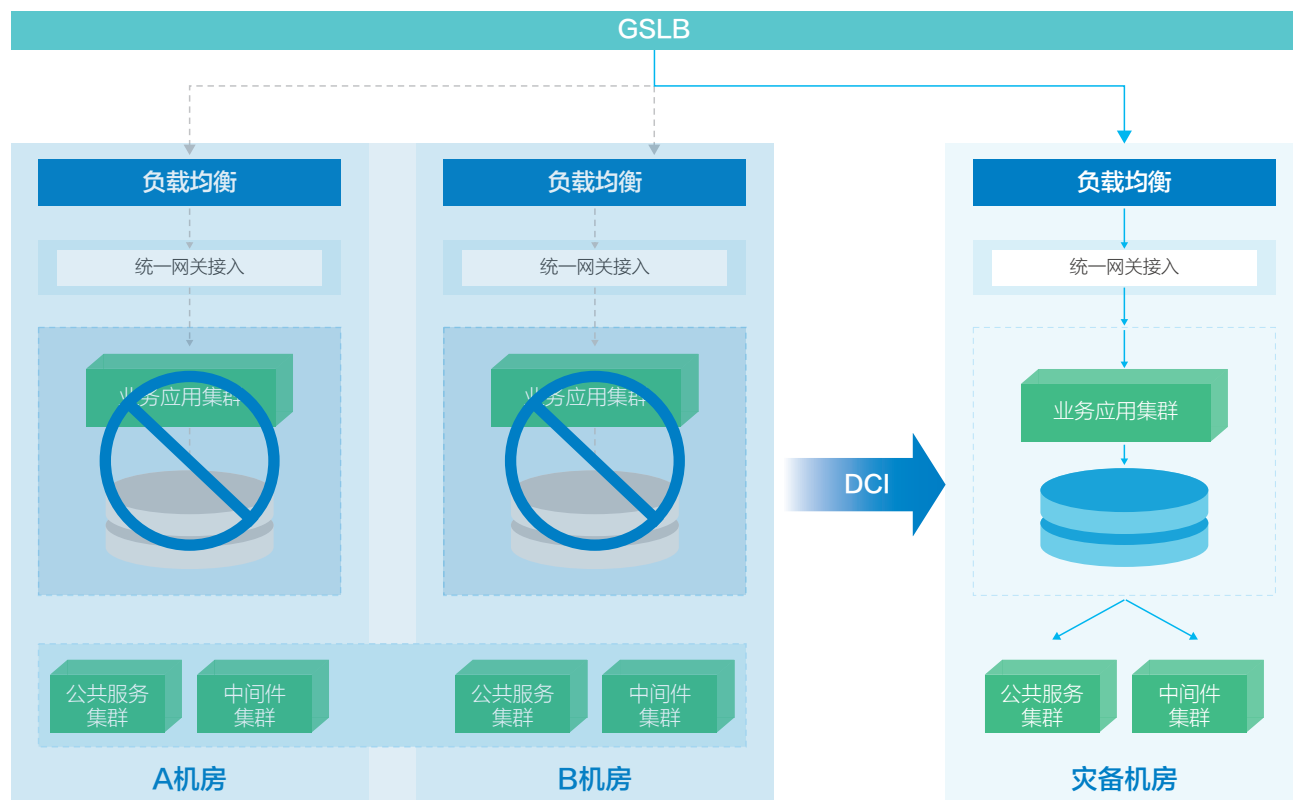 GSLB
负载均衡
负载均衡
负载均衡
统一网关接入
统一网关接入
统一网关接入
业务应用集群
业务应用集群
业务应用集群
DCI
公共服务
集群
中间件
集群
公共服务
集群
中间件
集群
公共服务
集群
中间件
集群
A机房
B机房
灾备机房